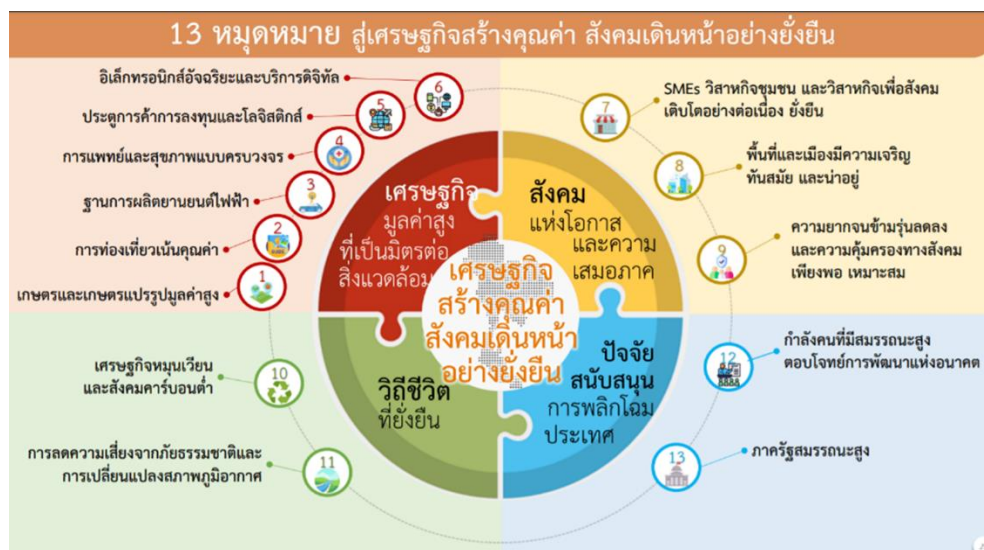 13 หมุดหมาย สู่เศรษฐกิจสร้างคุณค่า สังคมเดินหน้าอย่างยั่งยืน
อิเล็กทรอนิกส์อัจฉริยะและบริการดิจิทัล
6
ประตูการค้าการลงทุนและโลจิสติกส์
5
การแพทย์และสุขภาพแบบครบวงจร
4
ฐานการผลิตยานยนต์ไฟฟ้า
3
การท่องเที่ยวเน้นคุณค่า
2
เกษตรและเกษตรแปรรูปมูลค่าสูง
1
เศรษฐกิจ
มูลค่าสูง
ที่เป็นมิตรต่อ
สิ่งแวดล้อม
สังคม
แห่งโอกาส
และความ
เสมอภาค
7
SMEs วิสาหกิจชุมชน และวิสาหกิจเพื่อสังคม
เติบโตอย่างต่อเนื่อง ยั่งยืน
8
พื้นที่และเมืองมีความเจริญ
ทันสมัย และน่าอยู่
9
ความยากจนข้ามรุ่นลดลง
และความคุ้มครองทางสังคม
เพียงพอ เหมาะสม
เศรษฐกิจ
สร้างคุณค่า
สังคมเดินหน้า
อย่างยั่งยืน
เศรษฐกิจหมุนเวียน
และสังคมคาร์บอนต่ำ
10
การลดความเสี่ยงจากภัยธรรมชาติและ
การเปลี่ยนแปลงสภาพภูมิอากาศ
11
วิถีชีวิต
ที่ยั่งยืน
ปัจจัย
สนับสนุน
การพลิกโฉม
ประเทศ
12
กำลังคนที่มีสมรรถนะสูง
ตอบโจทย์การพัฒนาแห่งอนาคต
13
ภาครัฐสมรรถนะสูง